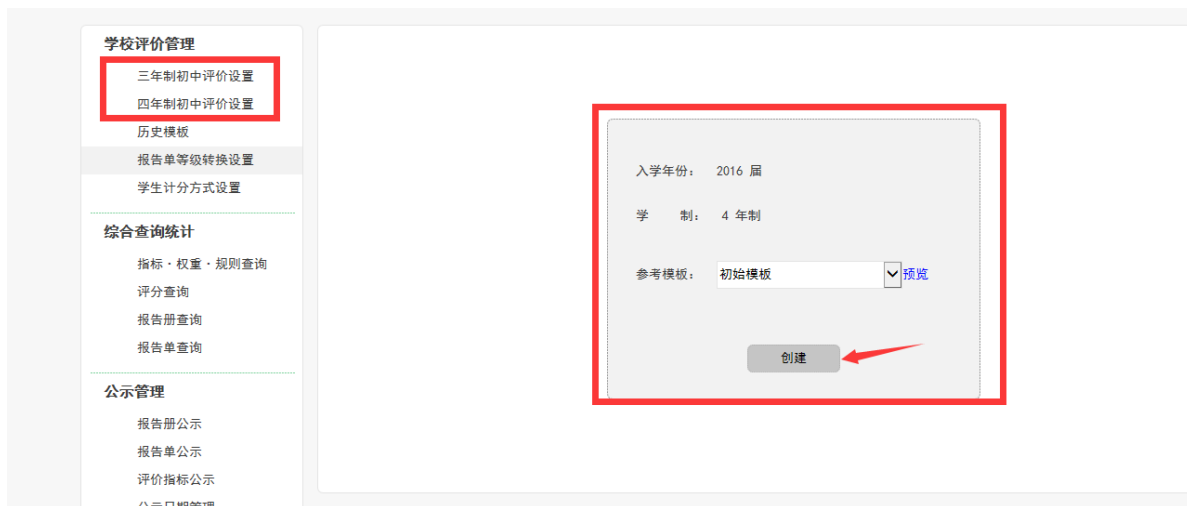 学校评价管理
三年制初中评价设置
四年制初中评价设置
历史模板
报告单等级转换设置
学生计分方式设置
综合查询统计
指标·权重·规则查询
评分查询
报告册查询
报告单查询
公示管理
报告册公示
报告单公示
评价指标公示
公示日期管理
入学年份： 2016 届
学 制： 4 年制
参考模板： 初始模板 预览
创建